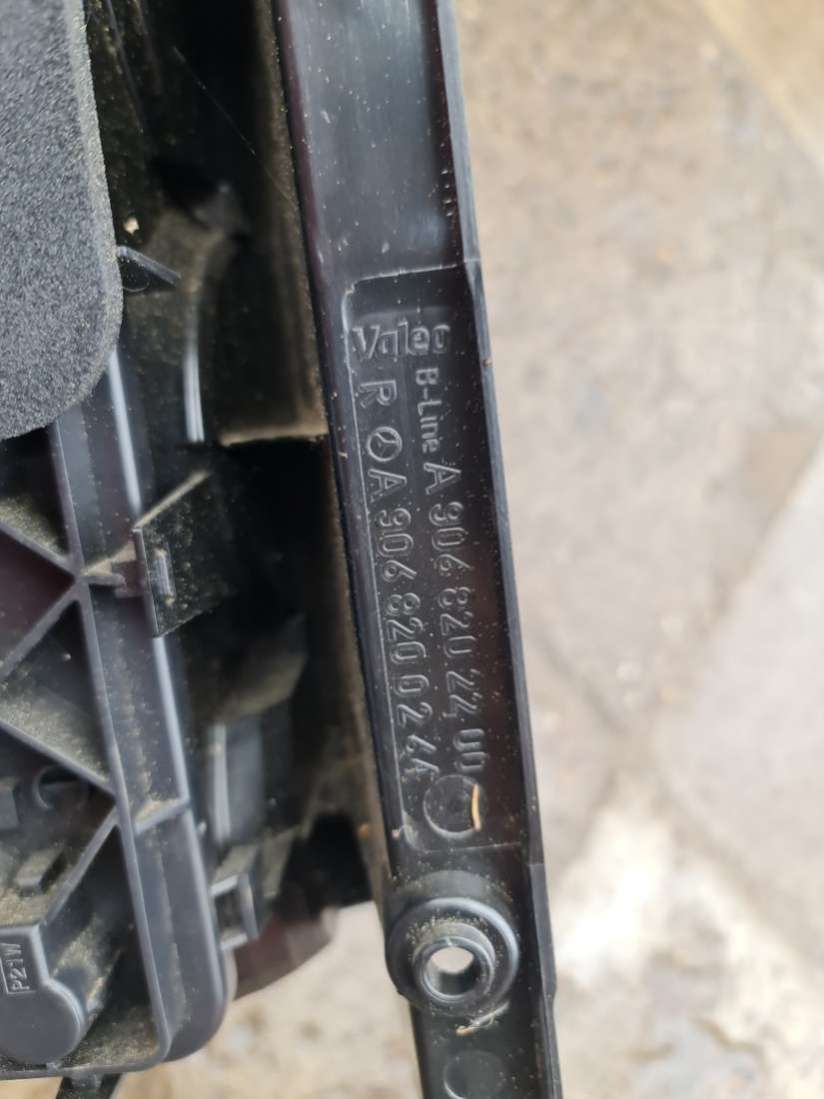 Valeo
B-Line A 906 820 22 00
R A 906 820 02 64
P21W